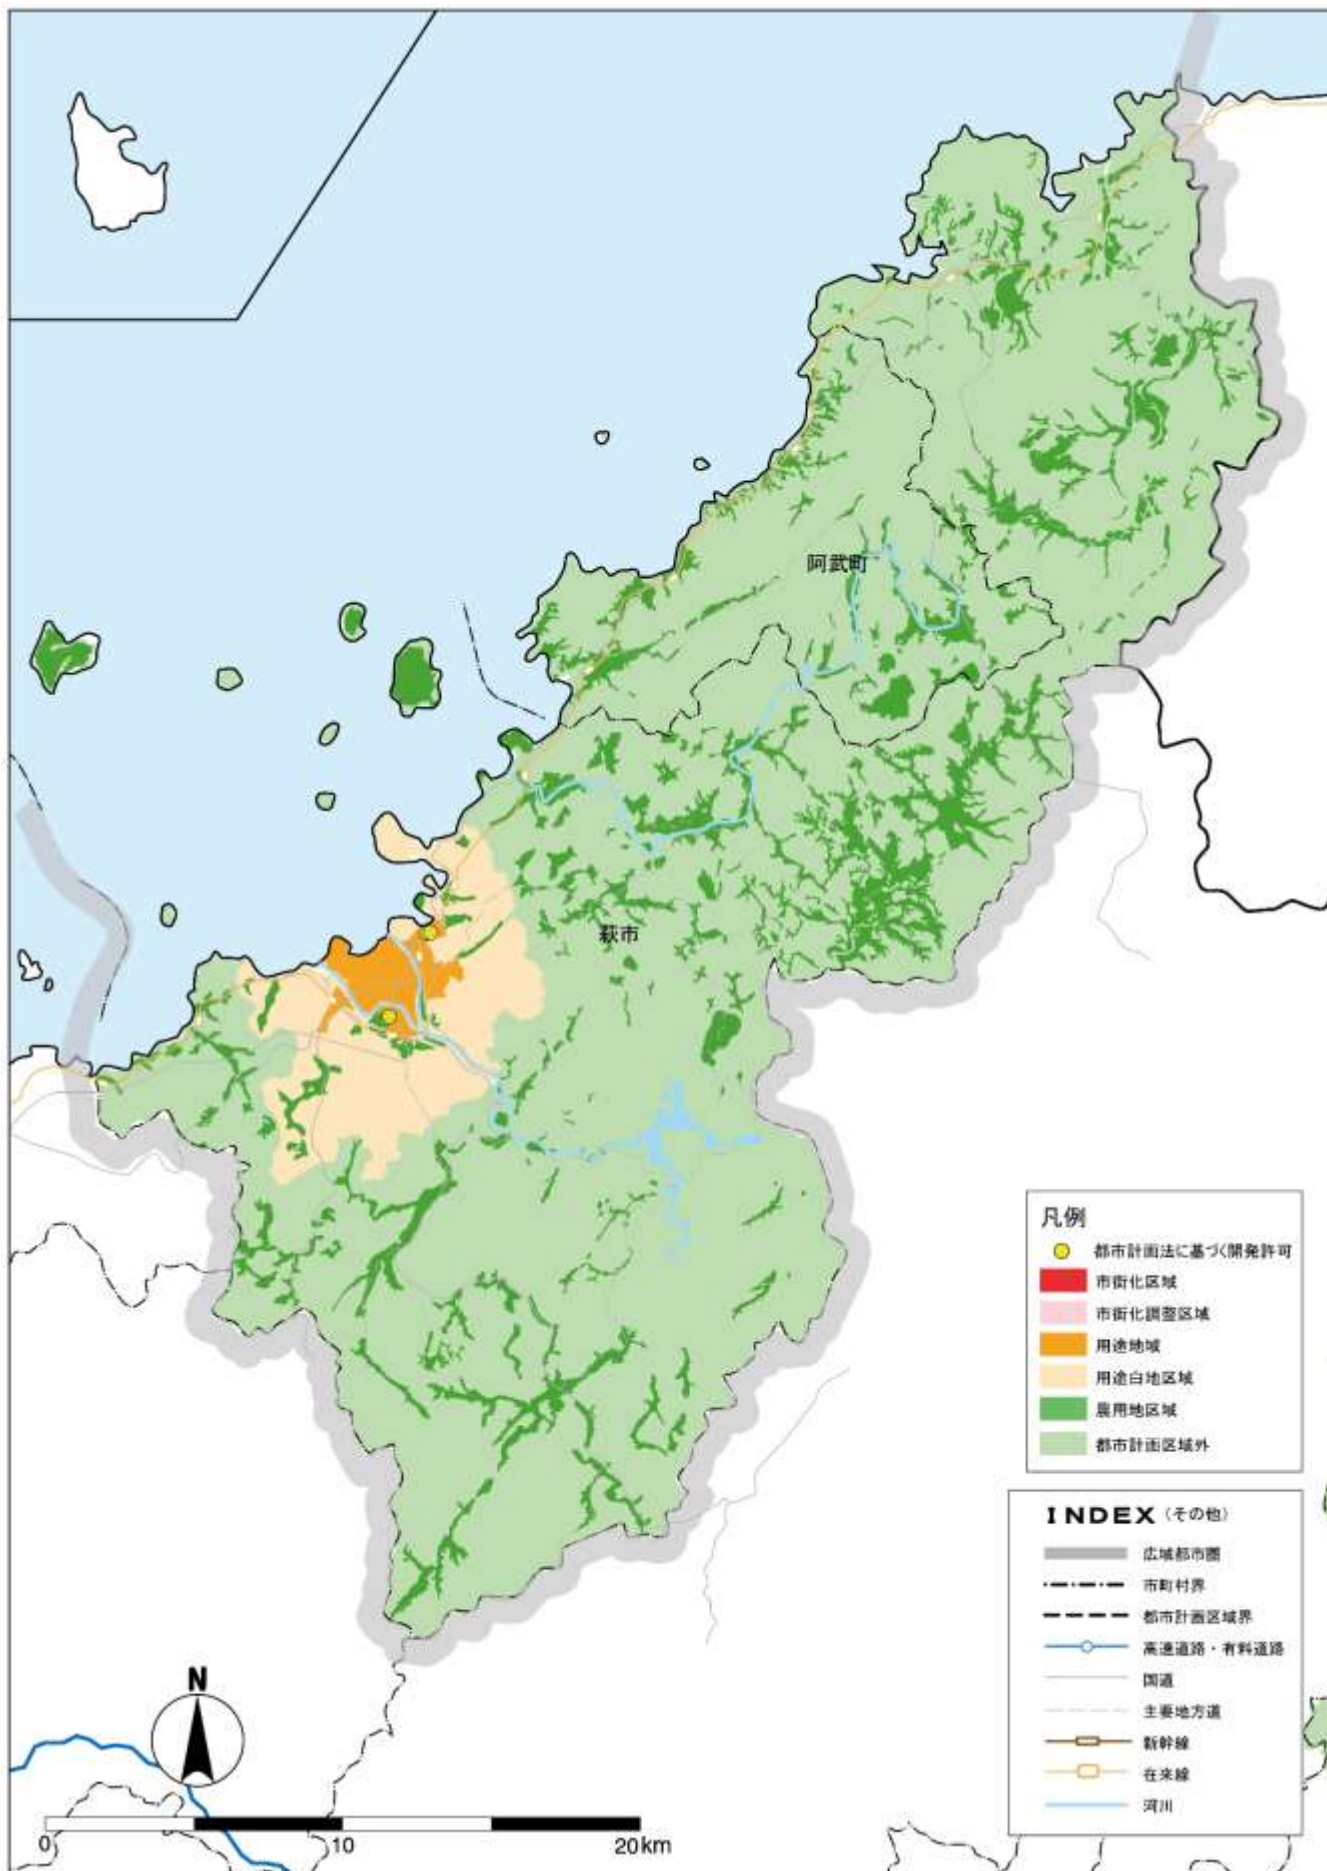 阿武町
萩市
凡例
都市計画法に基づく開発許可
市街化区域
市街化調整区域
用途地域
用途白地区域
農用地区域
都市計画区域外
INDEX（その他）
広域都市圏
市町村界
都市計画区域界
高速道路・有料道路
国道
主要地方道
新幹線
在来線
河川
N
0 10 20km